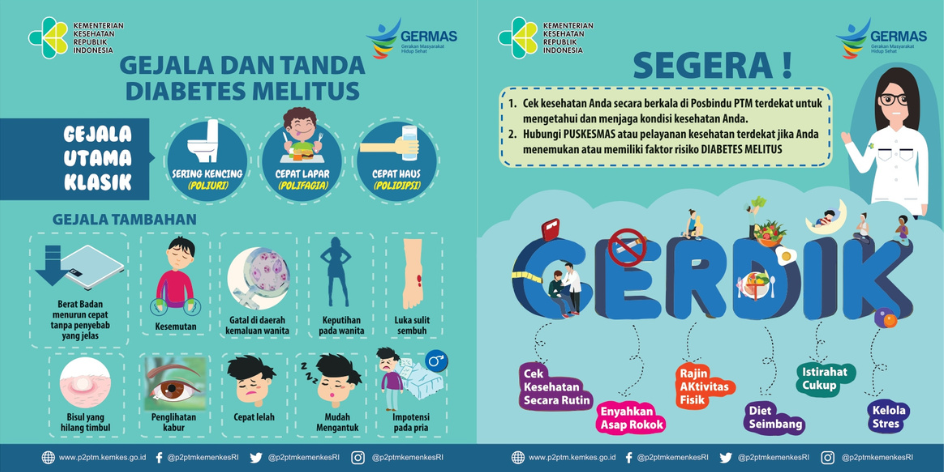 KEMENTERIAN
KESEHATAN
REPUBLIK
INDONESIA
GERMAS
Gerakan Masyarakat
Hidup Sehat
GEJALA DAN TANDA
DIABETES MELITUS
GEJALA
UTAMA
KLASIK
SERING KENCING
(POLIURI)
CEPAT LAPAR
(POLIFAGIA)
CEPAT HAUS
(POLIDIPSI)
GEJALA TAMBAHAN
Berat Badan
menurun cepat
tanpa penyebab
yang jelas
Kesemutan
Gatal di daerah
kemaluan wanita
Keputihan
pada wanita
Luka sulit
sembuh
Bisul yang
hilang timbul
Penglihatan
kabur
Cepat lelah
zzz
Mudah
Mengantuk
Impotensi
pada pria
www.p2ptm.kemkes.go.id
@p2ptmkemenkesRI
@p2ptmkemenkesRI
@p2ptmkemenkesRI
KEMENTERIAN
KESEHATAN
REPUBLIK
INDONESIA
GERMAS
Gerakan Masyarakat
Hidup Sehat
SEGERA !
1. Cek kesehatan Anda secara berkala di Posbindu PTM terdekat untuk
mengetahui dan menjaga kondisi kesehatan Anda.
2. Hubungi PUSKESMAS atau pelayanan kesehatan terdekat jika Anda
menemukan atau memiliki faktor risiko DIABETES MELITUS
CERDIK
Cek
Kesehatan
Secara Rutin
Enyahkan
Asap Rokok
Rajin
AKtivitas
Fisik
Diet
Seimbang
Istirahat
Cukup
Kelola
Stres
www.p2ptm.kemkes.go.id
@p2ptmkemenkesRI
@p2ptmkemenkesRI
@p2ptmkemenkesRI